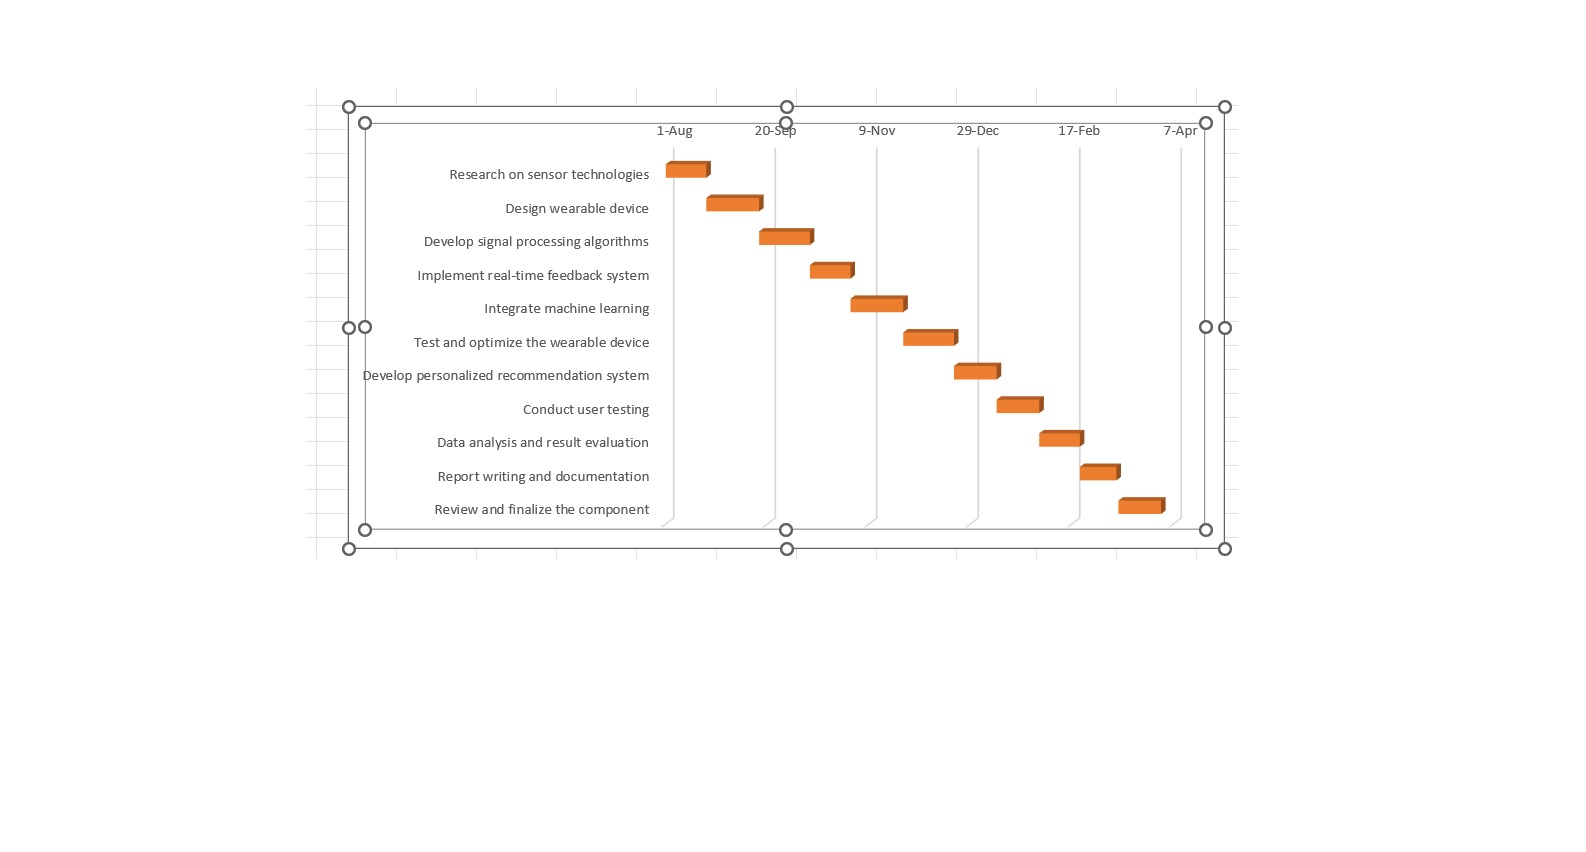 1-Aug 20-Sep 9-Nov 29-Dec 17-Feb 7-Apr
Research on sensor technologies
Design wearable device
Develop signal processing algorithms
Implement real-time feedback system
Integrate machine learning
Test and optimize the wearable device
Develop personalized recommendation system
Conduct user testing
Data analysis and result evaluation
Report writing and documentation
Review and finalize the component